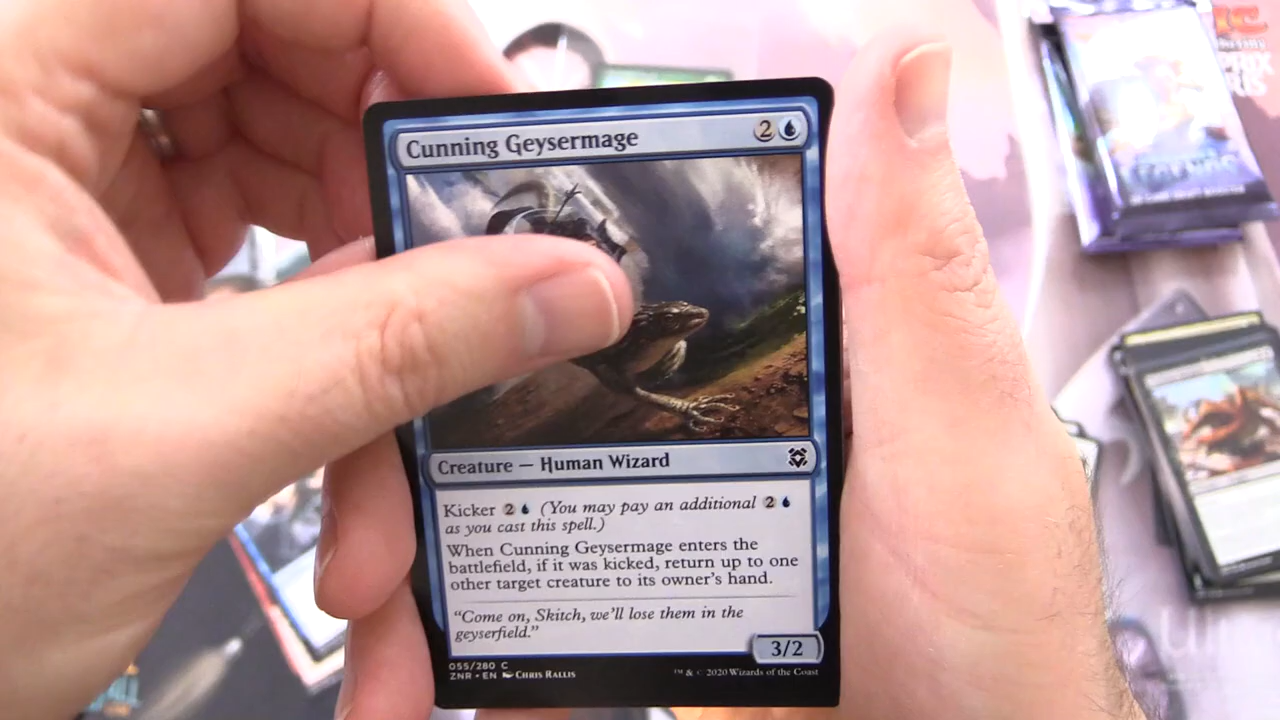 Cunning Geysermage
2
Creature — Human Wizard
Kicker 2 (You may pay an additional 2
as you cast this spell.)
When Cunning Geysermage enters the
battlefield, if it was kicked, return up to one
other target creature to its owner's hand.
"Come on, Skitch, we'll lose them in the
geyserfield."
3/2
055/280 C
ZNR • EN Chris Rallis
™ & © 2020 Wizards of the Coast